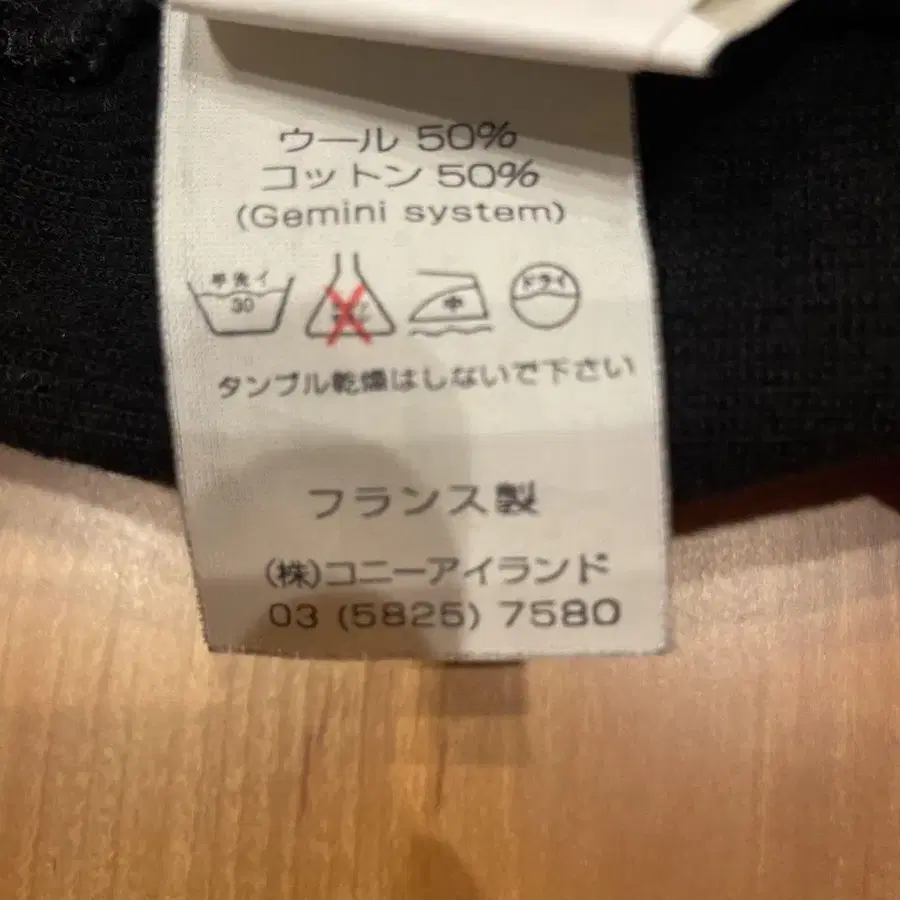 ウール 50%
コットン 50%
(Gemini system)
手洗イ
30
中
ドライ
タンブル乾燥はしないで下さい
フランス製
(株)コニーアイランド
03 (5825) 7580